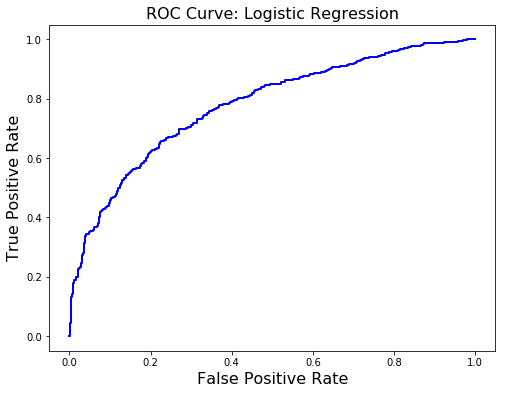 ROC Curve: Logistic Regression
1.0
0.8
0.6
0.4
0.2
0.0
True Positive Rate
0.0 0.2 0.4 0.6 0.8 1.0
False Positive Rate